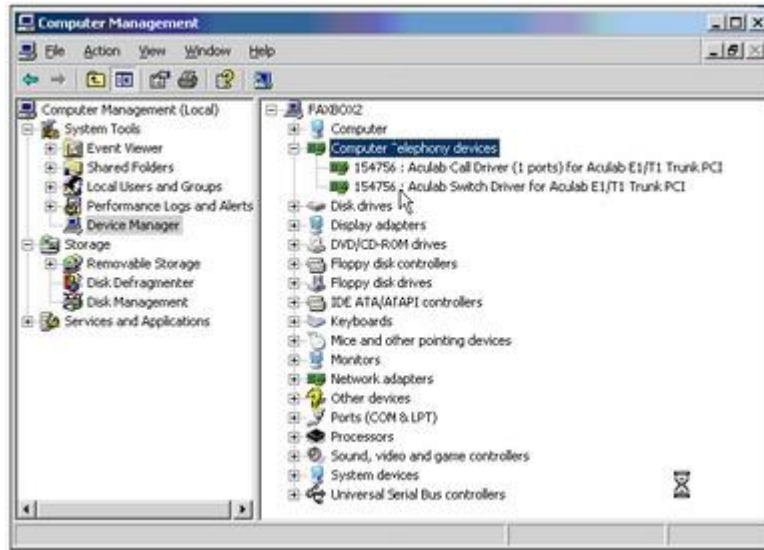 Computer Management
File Action View Window Help
Computer Management (Local)
System Tools
Event Viewer
Shared Folders
Local Users and Groups
Performance Logs and Alerts
Device Manager
Storage
Removable Storage
Disk Defragmenter
Disk Management
Services and Applications
FAXBOX2
Computer
Computer Telephony devices
154756 : Aculab Call Driver (1 ports) for Aculab E1/T1 Trunk PCI
154756 : Aculab Switch Driver for Aculab E1/T1 Trunk PCI
Disk drives
Display adapters
DVD/CD-ROM drives
Floppy disk controllers
Floppy disk drives
IDE ATA/ATAPI controllers
Keyboards
Mice and other pointing devices
Monitors
Network adapters
Other devices
Ports (COM & LPT)
Processors
Sound, video and game controllers
System devices
Universal Serial Bus controllers